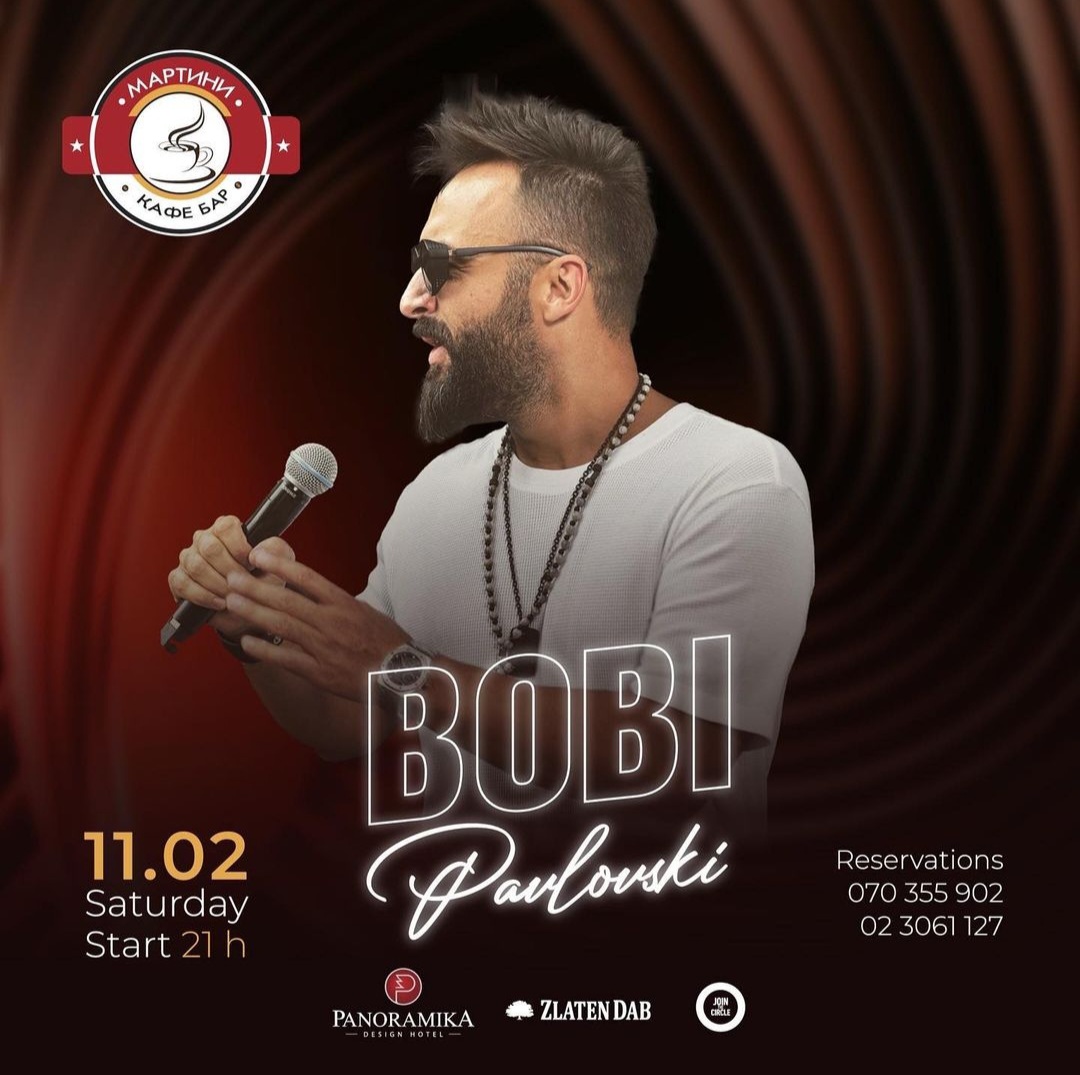 МАРТИНИ
КАФЕ БАР
BOBI
Pavlovski
11.02
Saturday
Start 21 h
Reservations
070 355 902
02 3061 127
PANORAMIKA
DESIGN HOTEL
ZLATEN DAB
JOIN
THE
CIRCLE